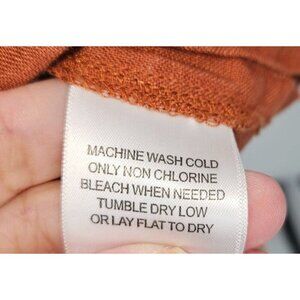 MACHINE WASH COLD
ONLY NON CHLORINE
BLEACH WHEN NEEDED
TUMBLE DRY LOW
OR LAY FLAT TO DRY